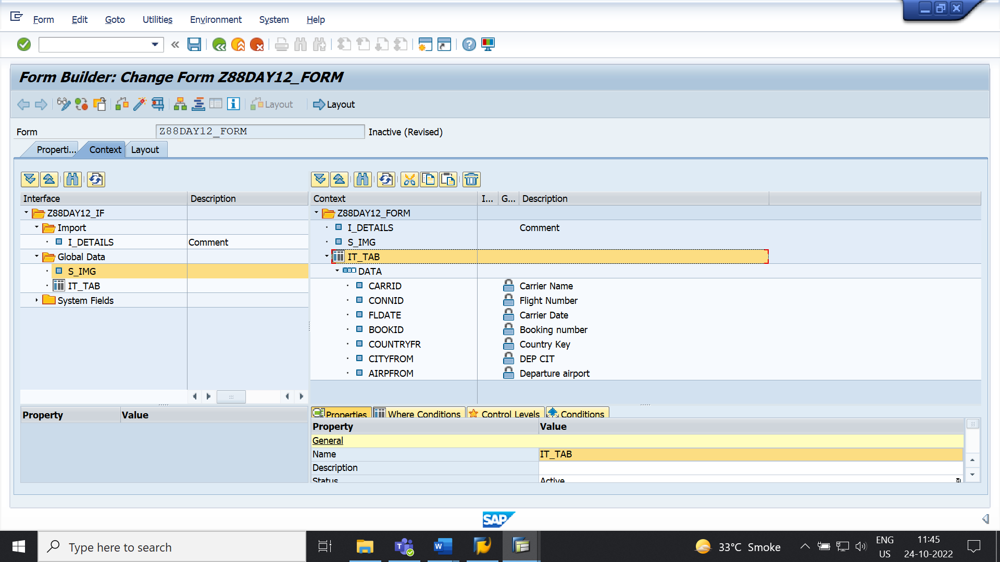 Form Edit Goto Utilities Environment System Help
Form Builder: Change Form Z88DAY12_FORM
Layout Layout
Form Z88DAY12_FORM Inactive (Revised)
Properti... Context Layout
Interface Description
Z88DAY12_IF
Import
I_DETAILS Comment
Global Data
S_IMG
IT_TAB
System Fields
Property Value
Context I... G... Description
Z88DAY12_FORM
I_DETAILS Comment
S_IMG
IT_TAB
DATA
CARRID Carrier Name
CONNID Flight Number
FLDATE Carrier Date
BOOKID Booking number
COUNTRYFR Country Key
CITYFROM DEP CIT
AIRPFROM Departure airport
Properties Where Conditions Control Levels Conditions
Property Value
General
Name IT_TAB
Description
Status Active
SAP
Type here to search
33°C Smoke
ENG
US
11:45
24-10-2022